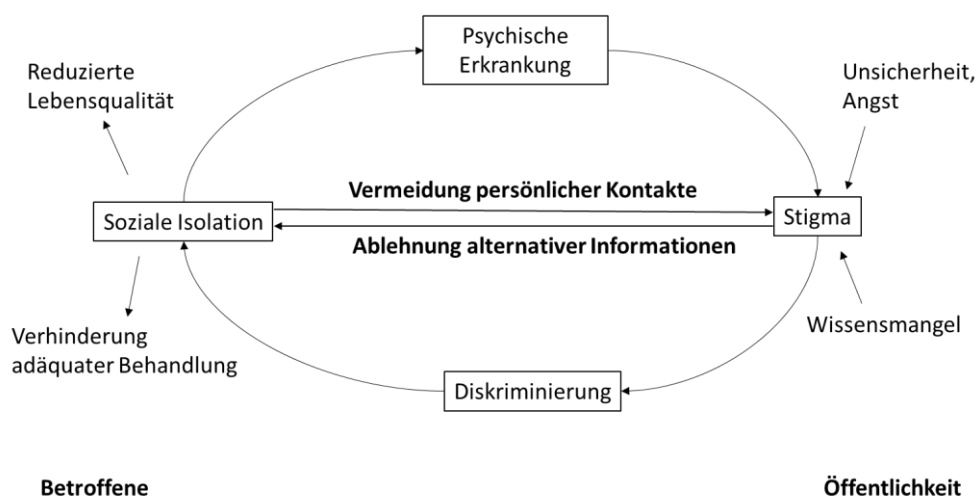 Psychische
Erkrankung
Reduzierte
Lebensqualität
Unsicherheit,
Angst
Vermeidung persönlicher Kontakte
Soziale Isolation
Stigma
Ablehnung alternativer Informationen
Verhinderung
adäquater Behandlung
Wissensmangel
Diskriminierung
Betroffene
Öffentlichkeit